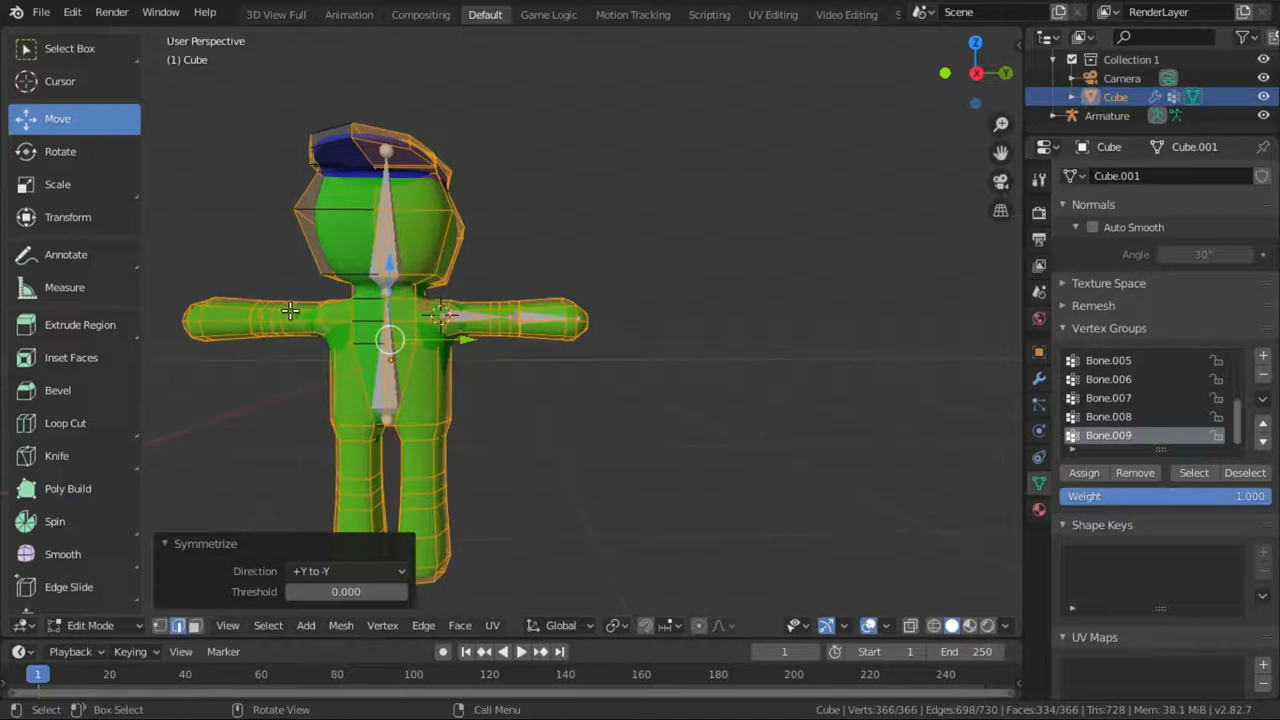 File Edit Render Window Help 3D View Full Animation Compositing Default Game Logic Motion Tracking Scripting UV Editing Video Editing S Scene RenderLayer
User Perspective
(1) Cube
Select Box
Cursor
Move
Rotate
Scale
Transform
Annotate
Measure
Extrude Region
Inset Faces
Bevel
Loop Cut
Knife
Poly Build
Spin
Smooth
Edge Slide
Z
X
Y
Symmetrize
Direction +Y to -Y
Threshold 0.000
Edit Mode View Select Add Mesh Vertex Edge Face UV Global
Collection 1
Camera
Cube
Armature
Cube Cube.001
Cube.001
Normals
Auto Smooth
Angle 30°
Texture Space
Remesh
Vertex Groups
Bone.005
Bone.006
Bone.007
Bone.008
Bone.009
Assign Remove Select Deselect
Weight 1.000
Shape Keys
UV Maps
Playback Keying View Marker 1 Start 1 End 250
1 20 40 60 80 100 120 140 160 180 200 220 240
Select Box Select Rotate View Call Menu Cube | Verts:366/366 | Edges:698/730 | Faces:334/366 | Tris:728 | Mem: 38.1 MiB | v2.82.7